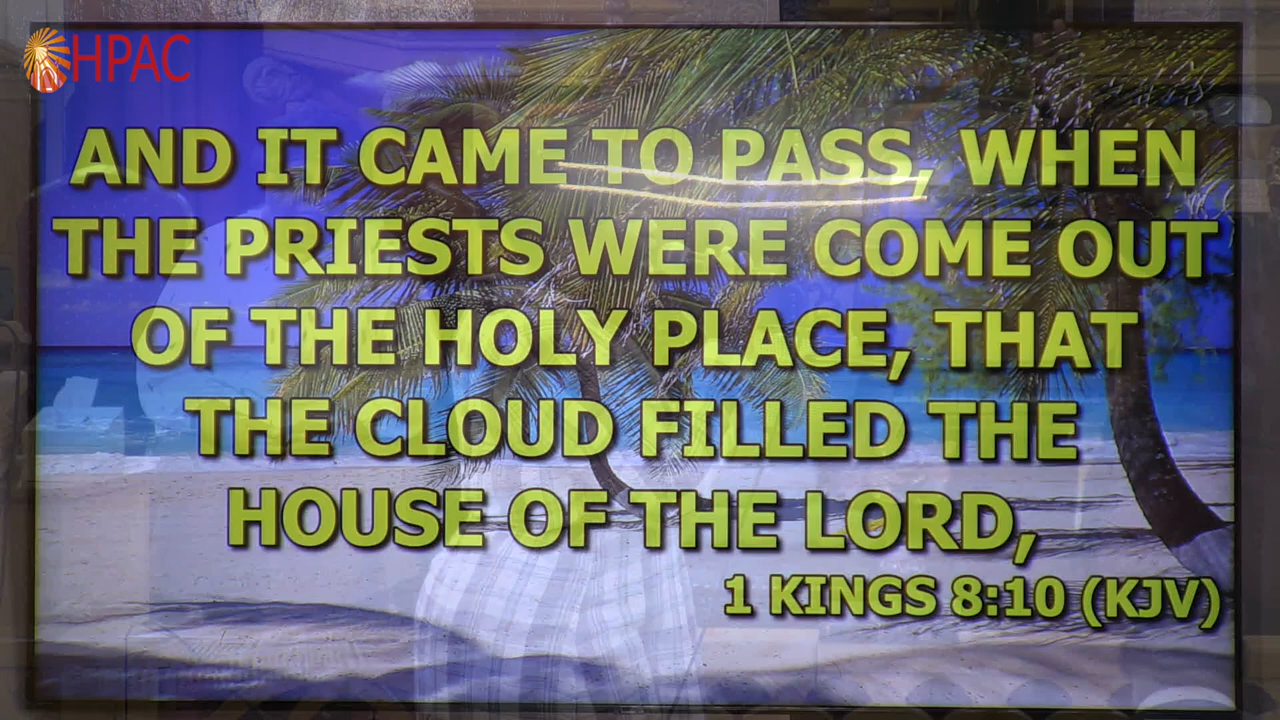 HPAC
AND IT CAME TO PASS, WHEN
THE PRIESTS WERE COME OUT
OF THE HOLY PLACE, THAT
THE CLOUD FILLED THE
HOUSE OF THE LORD,
1 KINGS 8:10 (KJV)